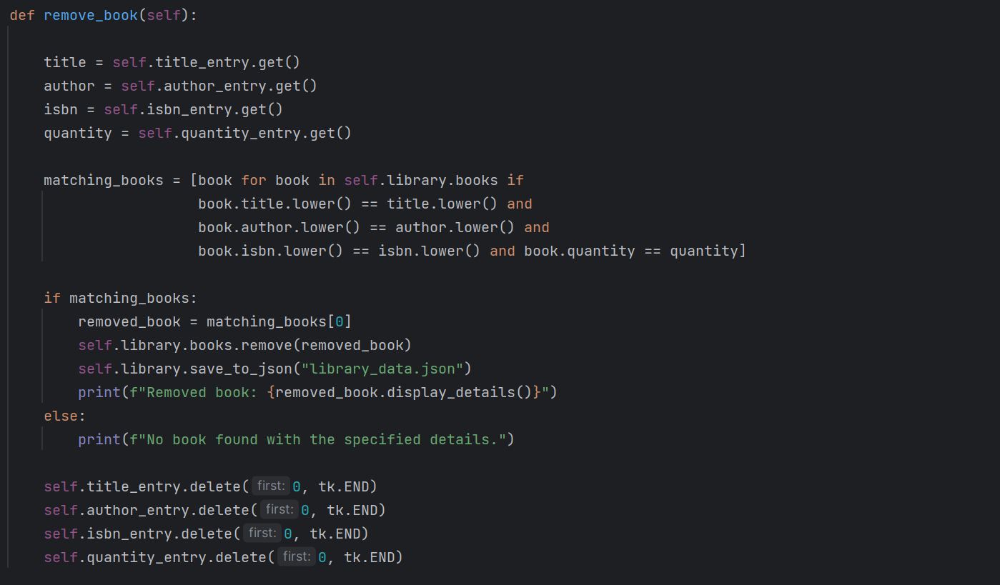 def remove_book(self):
title = self.title_entry.get()
author = self.author_entry.get()
isbn = self.isbn_entry.get()
quantity = self.quantity_entry.get()
matching_books = [book for book in self.library.books if
book.title.lower() == title.lower() and
book.author.lower() == author.lower() and
book.isbn.lower() == isbn.lower() and book.quantity == quantity]
if matching_books:
removed_book = matching_books[0]
self.library.books.remove(removed_book)
self.library.save_to_json("library_data.json")
print(f"Removed book: {removed_book.display_details()}")
else:
print(f"No book found with the specified details.")
self.title_entry.delete( first: 0, tk.END)
self.author_entry.delete( first: 0, tk.END)
self.isbn_entry.delete( first: 0, tk.END)
self.quantity_entry.delete( first: 0, tk.END)